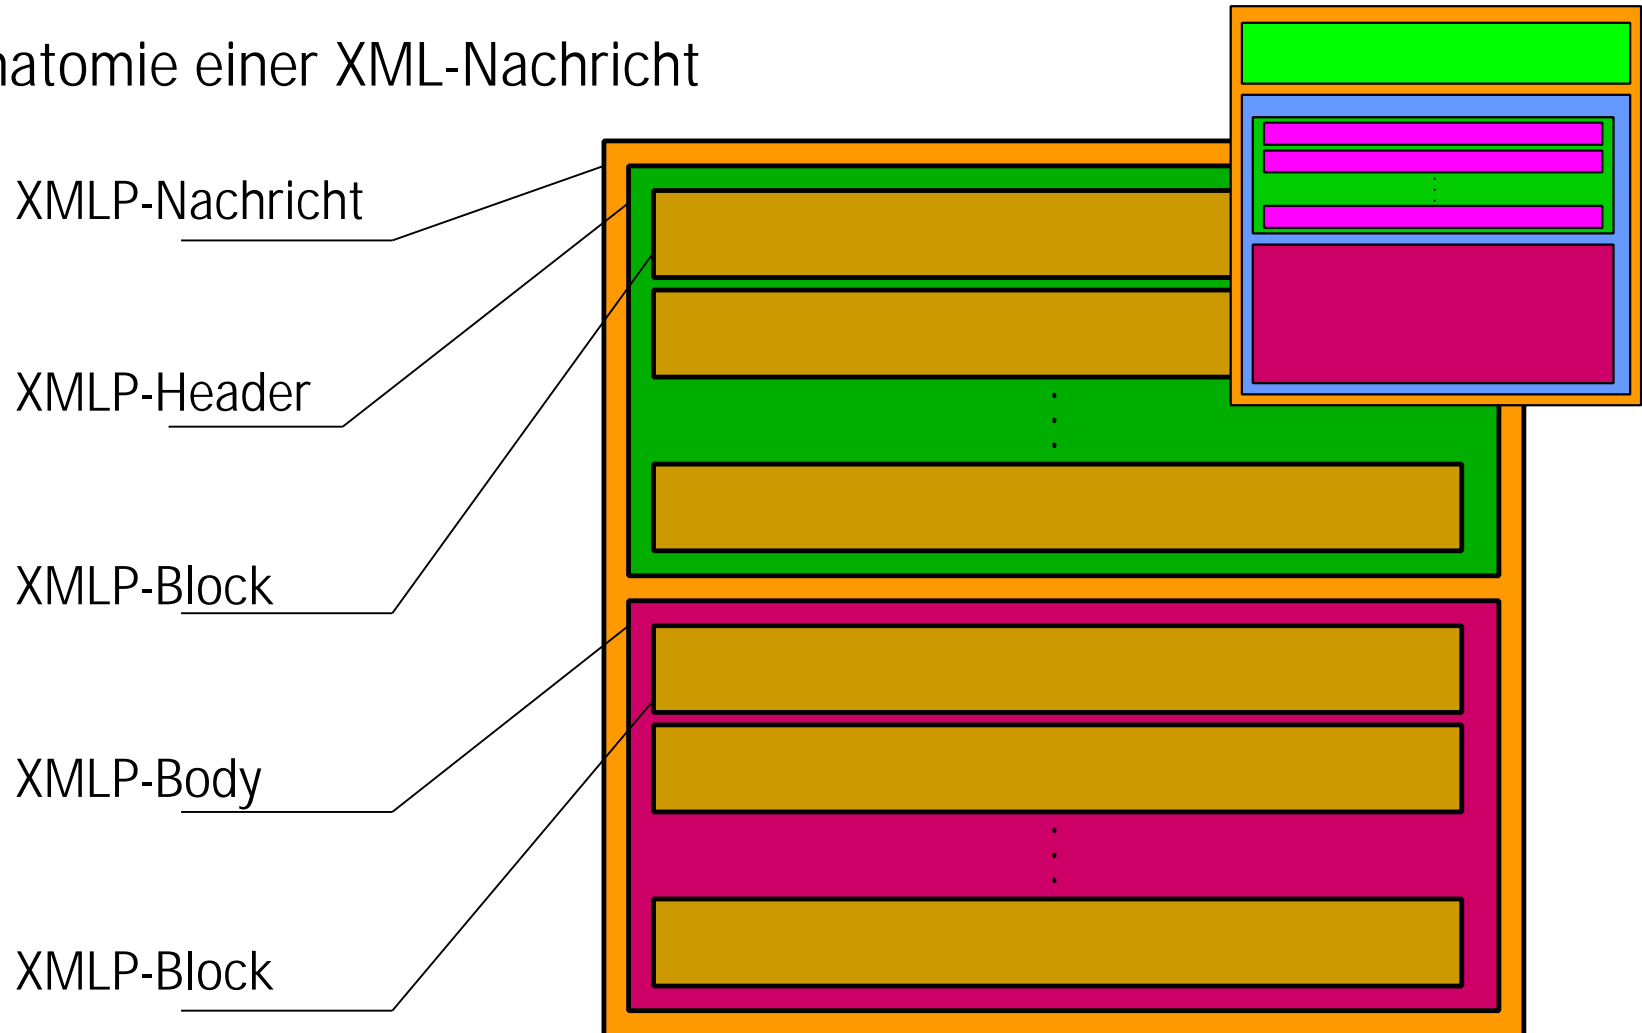 natomie einer XML-Nachricht
XMLP-Nachricht
XMLP-Header
XMLP-Block
XMLP-Body
XMLP-Block